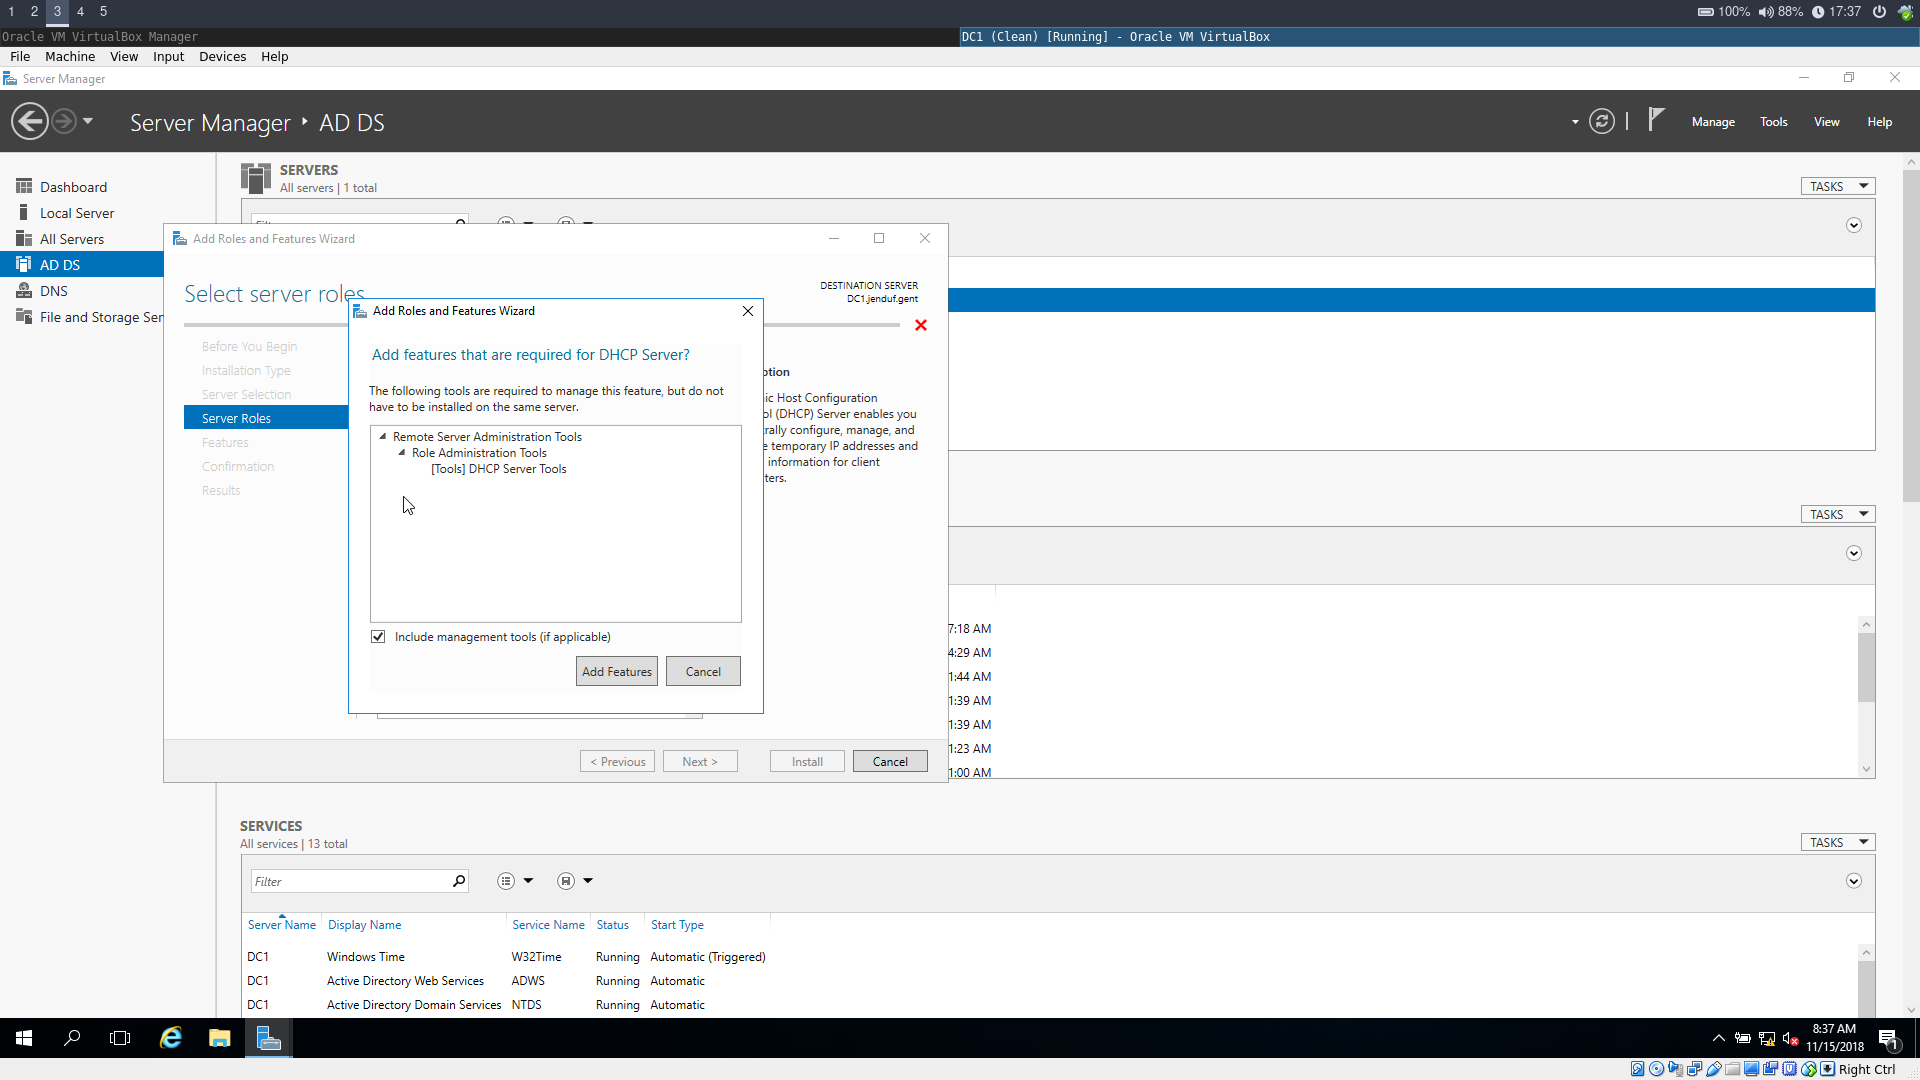 1 2 3 4 5
100% 88% 17:37
Oracle VM VirtualBox Manager
DC1 (Clean) [Running] - Oracle VM VirtualBox
File Machine View Input Devices Help
Server Manager
Server Manager ‣ AD DS
Manage Tools View Help
Dashboard
Local Server
All Servers
AD DS
DNS
File and Storage Ser
SERVERS
All servers | 1 total
TASKS
Add Roles and Features Wizard
Select server roles
DESTINATION SERVER
DC1.jenduf.gent
Before You Begin
Installation Type
Server Selection
Server Roles
Features
Confirmation
Results
Add Roles and Features Wizard
Add features that are required for DHCP Server?
The following tools are required to manage this feature, but do not
have to be installed on the same server.
Remote Server Administration Tools
Role Administration Tools
[Tools] DHCP Server Tools
Include management tools (if applicable)
Add Features Cancel
ption
ic Host Configuration
ol (DHCP) Server enables you
rally configure, manage, and
e temporary IP addresses and
information for client
ters.
< Previous Next > Install Cancel
TASKS
7:18 AM
4:29 AM
1:44 AM
1:39 AM
1:39 AM
1:23 AM
1:00 AM
SERVICES
All services | 13 total
TASKS
Filter
Server Name Display Name Service Name Status Start Type
DC1 Windows Time W32Time Running Automatic (Triggered)
DC1 Active Directory Web Services ADWS Running Automatic
DC1 Active Directory Domain Services NTDS Running Automatic
8:37 AM
11/15/2018
1
Right Ctrl